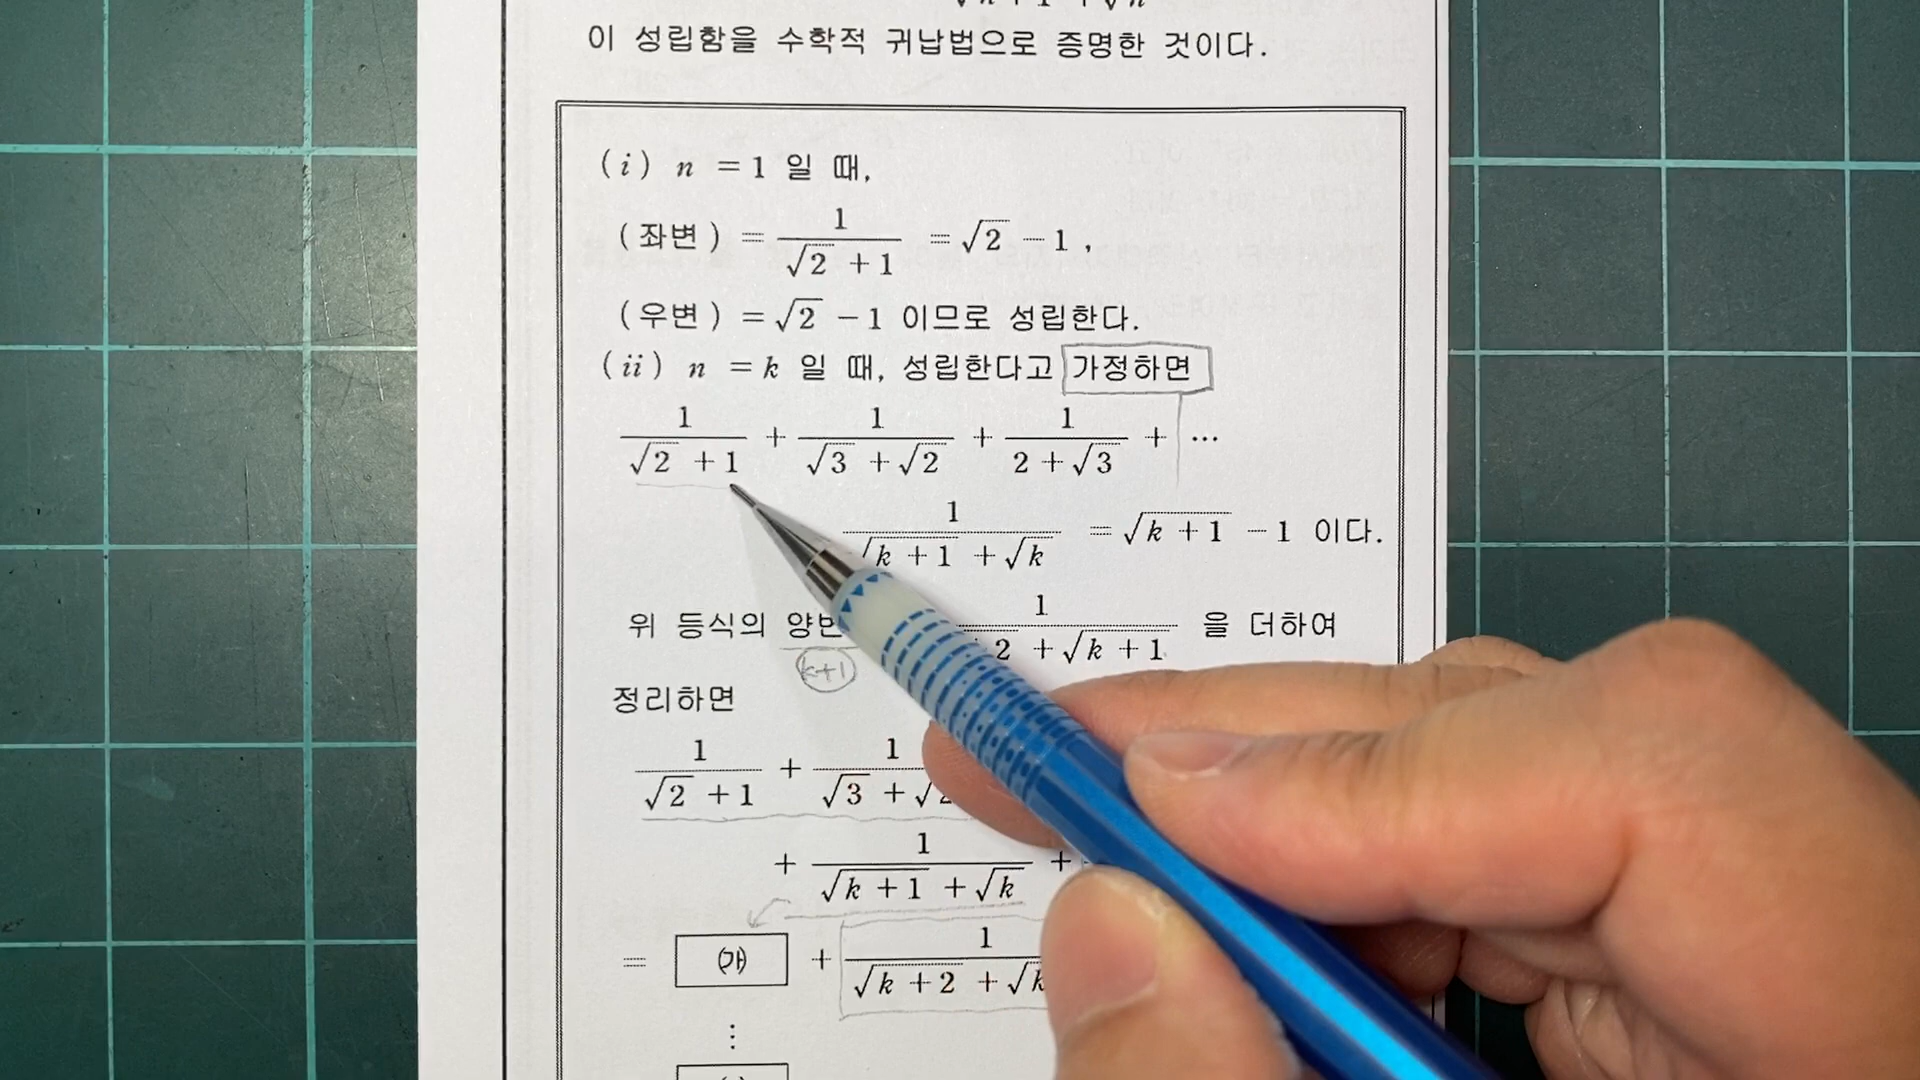 이 성립함을 수학적 귀납법으로 증명한 것이다.
(i) n = 1 일 때,
(좌변) = 1/(√2 + 1) = √2 - 1,
(우변) = √2 - 1 이므로 성립한다.
(ii) n = k 일 때, 성립한다고 가정하면
1/(√2 + 1) + 1/(√3 + √2) + 1/(2 + √3) + ⋯
1/(√(k + 1) + √k) = √(k + 1) - 1 이다.
위 등식의 양변 1/( 2 + √(k + 1)) 을 더하여
k+1
정리하면
1/(√2 + 1) + 1/(√3 + √2
+ 1/(√(k + 1) + √k) +
= (가) + 1/(√(k + 2) + √k
⋮